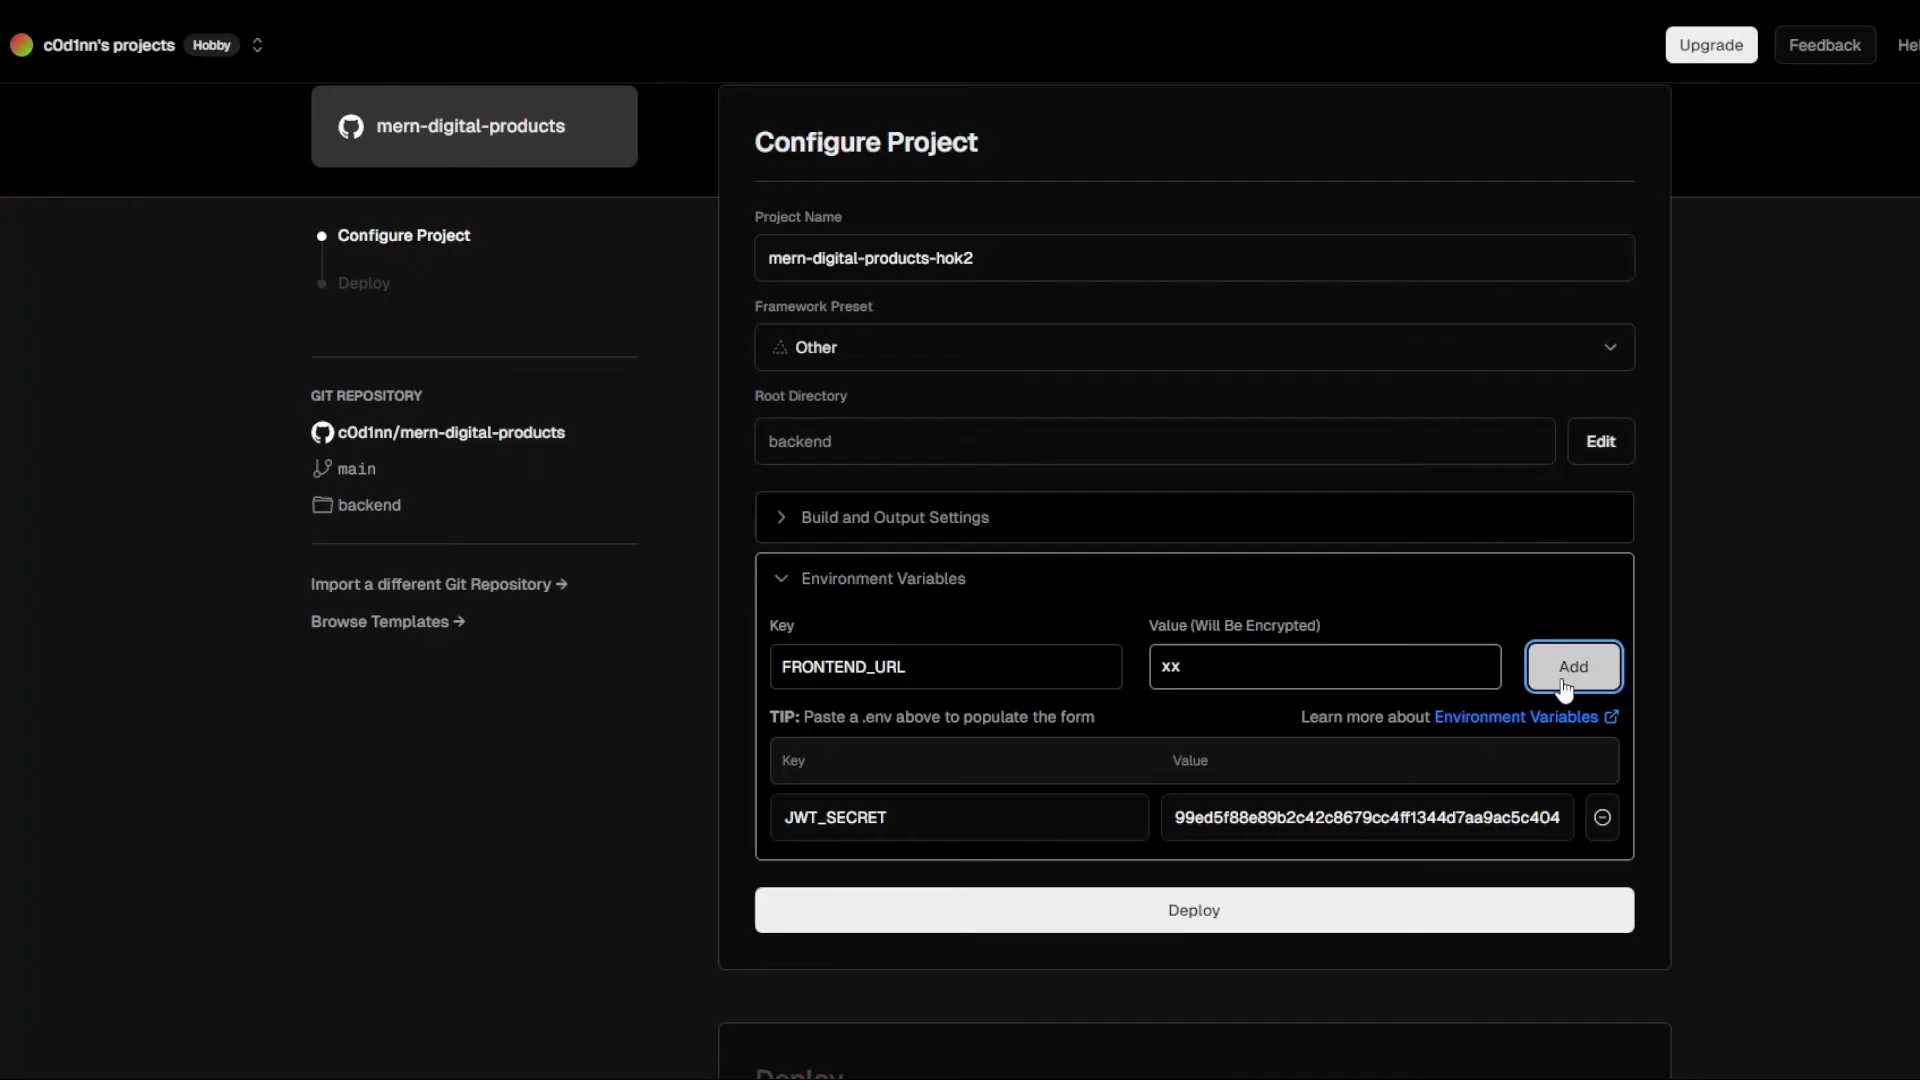 c0d1nn's projects Hobby
Upgrade
Feedback
Hel
mern-digital-products
Configure Project
Deploy
GIT REPOSITORY
c0d1nn/mern-digital-products
main
backend
Import a different Git Repository →
Browse Templates →
Configure Project
Project Name
mern-digital-products-hok2
Framework Preset
Other
Root Directory
backend
Edit
Build and Output Settings
Environment Variables
Key
Value (Will Be Encrypted)
FRONTEND_URL
xx
Add
TIP: Paste a .env above to populate the form
Learn more about Environment Variables
Key
Value
JWT_SECRET
99ed5f88e89b2c42c8679cc4ff1344d7aa9ac5c404
Deploy
Deploy